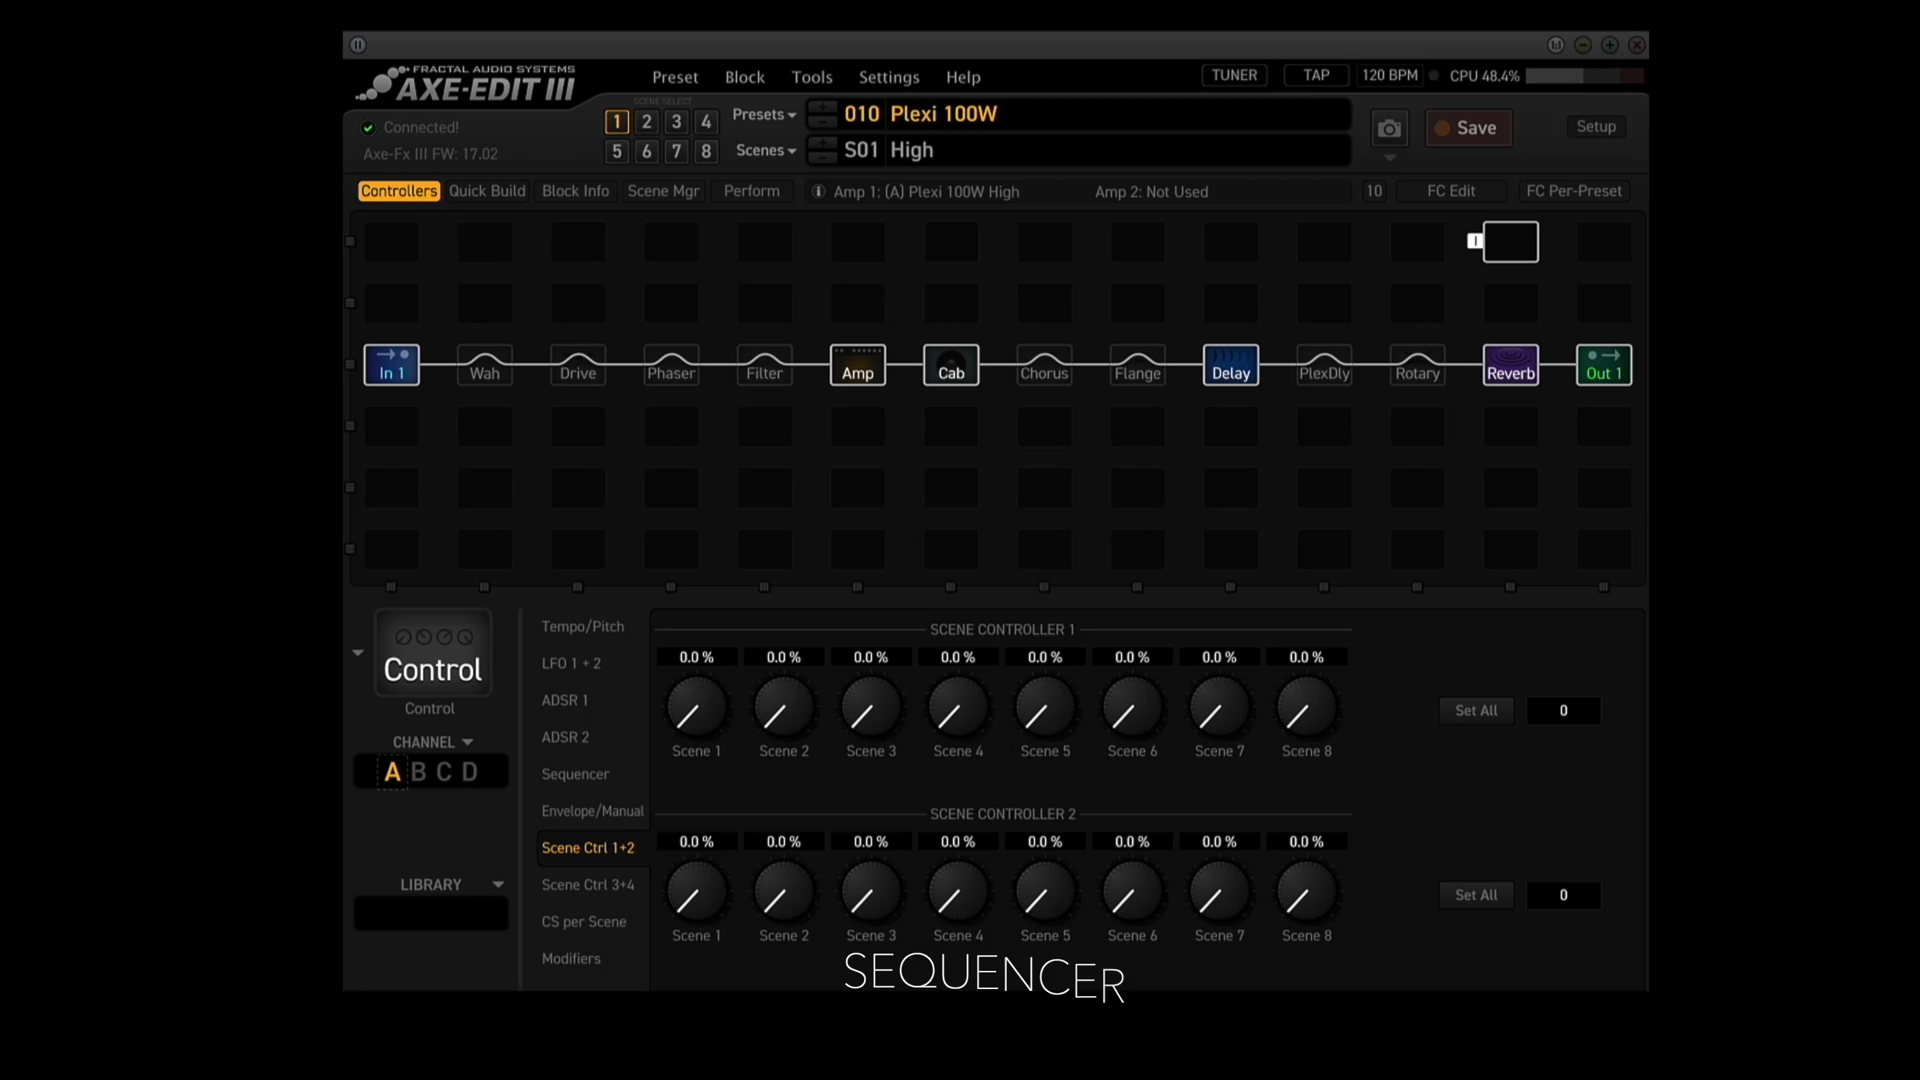 FRACTAL AUDIO SYSTEMS
AXE-EDIT III
Preset Block Tools Settings Help
TUNER TAP 120 BPM CPU 48.4%
SCENE SELECT
1 2 3 4
5 6 7 8
Presets 010 Plexi 100W
Scenes S01 High
Save Setup
Connected!
Axe-Fx III FW: 17.02
Controllers Quick Build Block Info Scene Mgr Perform
Amp 1: (A) Plexi 100W High Amp 2: Not Used
10 FC Edit FC Per-Preset
In 1 Wah Drive Phaser Filter Amp Cab Chorus Flange Delay PlexDly Rotary Reverb Out 1
Control
Control
CHANNEL
A B C D
LIBRARY
Tempo/Pitch
LFO 1 + 2
ADSR 1
ADSR 2
Sequencer
Envelope/Manual
Scene Ctrl 1+2
Scene Ctrl 3+4
CS per Scene
Modifiers
SCENE CONTROLLER 1
0.0 % 0.0 % 0.0 % 0.0 % 0.0 % 0.0 % 0.0 % 0.0 %
Set All 0
Scene 1 Scene 2 Scene 3 Scene 4 Scene 5 Scene 6 Scene 7 Scene 8
SCENE CONTROLLER 2
0.0 % 0.0 % 0.0 % 0.0 % 0.0 % 0.0 % 0.0 % 0.0 %
Set All 0
Scene 1 Scene 2 Scene 3 Scene 4 Scene 5 Scene 6 Scene 7 Scene 8
SEQUENCER